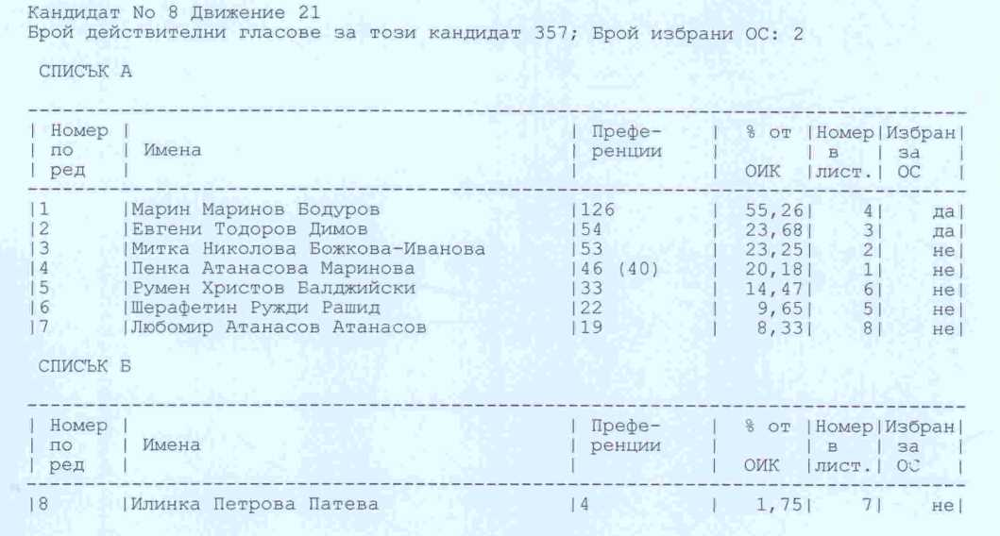 Кандидат No 8 Движение 21
Брой действителни гласове за този кандидат 357; Брой избрани ОС: 2
СПИСЪК А
| Номер | | Префе- | % от |Номер|Избран|
| по | Имена | ренции | | в | за |
| ред | | | ОИК |лист.| ОС |
|1 |Марин Маринов Бодуров |126 | 55,26| 4| да|
|2 |Евгени Тодоров Димов |54 | 23,68| 3| да|
|3 |Митка Николова Божкова-Иванова |53 | 23,25| 2| не|
|4 |Пенка Атанасова Маринова |46 (40) | 20,18| 1| не|
|5 |Румен Христов Балджийски |33 | 14,47| 6| не|
|6 |Шерафетин Ружди Рашид |22 | 9,65| 5| не|
|7 |Любомир Атанасов Атанасов |19 | 8,33| 8| не|
СПИСЪК Б
| Номер | | Префе- | % от |Номер|Избран|
| по | Имена | ренции | | в | за |
| ред | | | ОИК |лист.| ОС |
|8 |Илинка Петрова Патева |4 | 1,75| 7| не|